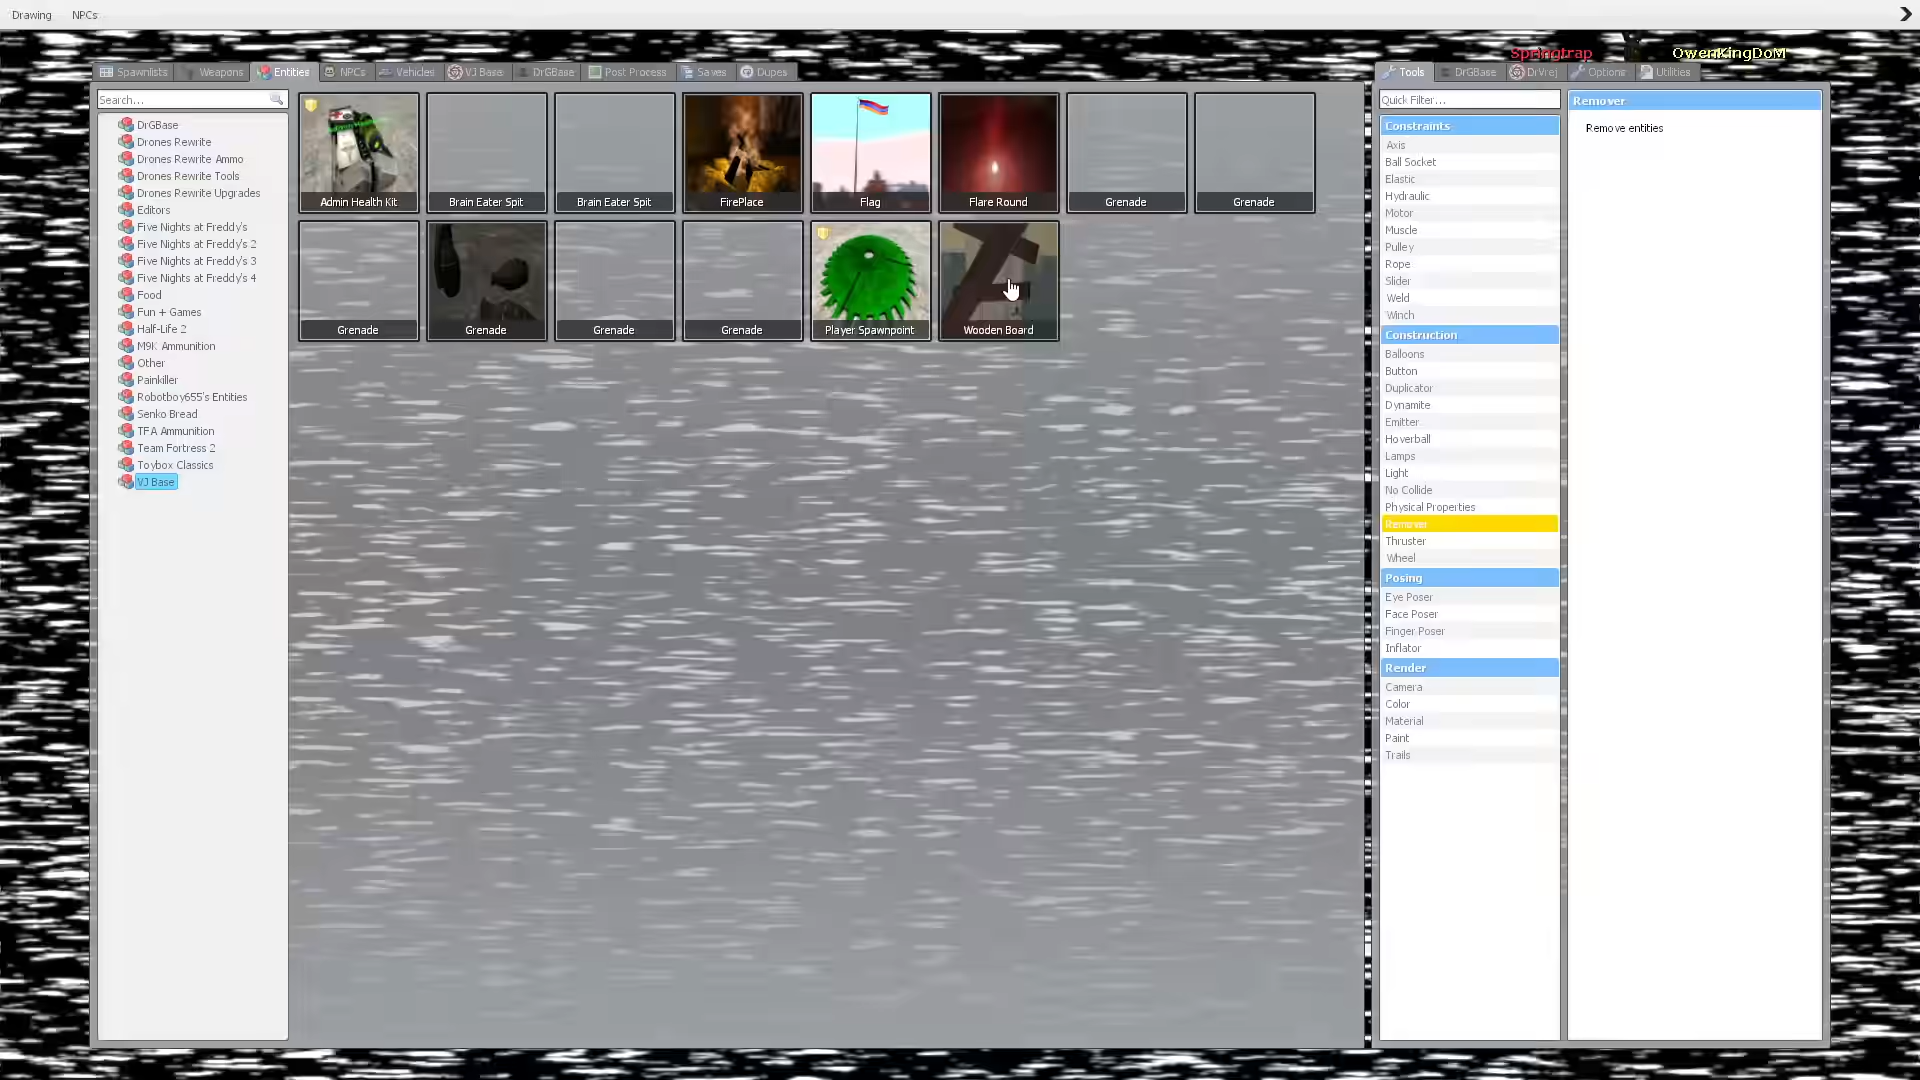 Drawing NPCs
Springtrap OwenKingDoM
Spawnlists Weapons Entities NPCs Vehicles VJ Base DrGBase Post Process Saves Dupes
Tools DrGBase DrVrej Options Utilities
Search...
DrGBase
Drones Rewrite
Drones Rewrite Ammo
Drones Rewrite Tools
Drones Rewrite Upgrades
Editors
Five Nights at Freddy's
Five Nights at Freddy's 2
Five Nights at Freddy's 3
Five Nights at Freddy's 4
Food
Fun + Games
Half-Life 2
M9K Ammunition
Other
Painkiller
Robotboy655's Entities
Senko Bread
TFA Ammunition
Team Fortress 2
Toybox Classics
VJ Base
Admin Health Kit
Brain Eater Spit
Brain Eater Spit
FirePlace
Flag
Flare Round
Grenade
Grenade
Grenade
Grenade
Grenade
Grenade
Player Spawnpoint
Wooden Board
Quick Filter...
Constraints
Axis
Ball Socket
Elastic
Hydraulic
Motor
Muscle
Pulley
Rope
Slider
Weld
Winch
Construction
Balloons
Button
Duplicator
Dynamite
Emitter
Hoverball
Lamps
Light
No Collide
Physical Properties
Remover
Thruster
Wheel
Posing
Eye Poser
Face Poser
Finger Poser
Inflator
Render
Camera
Color
Material
Paint
Trails
Remover
Remove entities